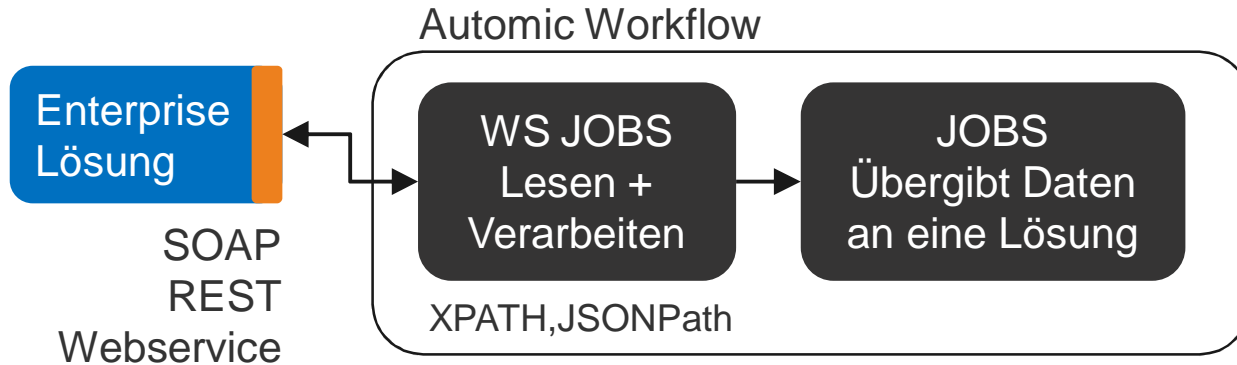 Automic Workflow
Enterprise
Lösung
WS JOBS
Lesen +
Verarbeiten
JOBS
Übergibt Daten
an eine Lösung
SOAP
REST
Webservice
XPATH,JSONPath